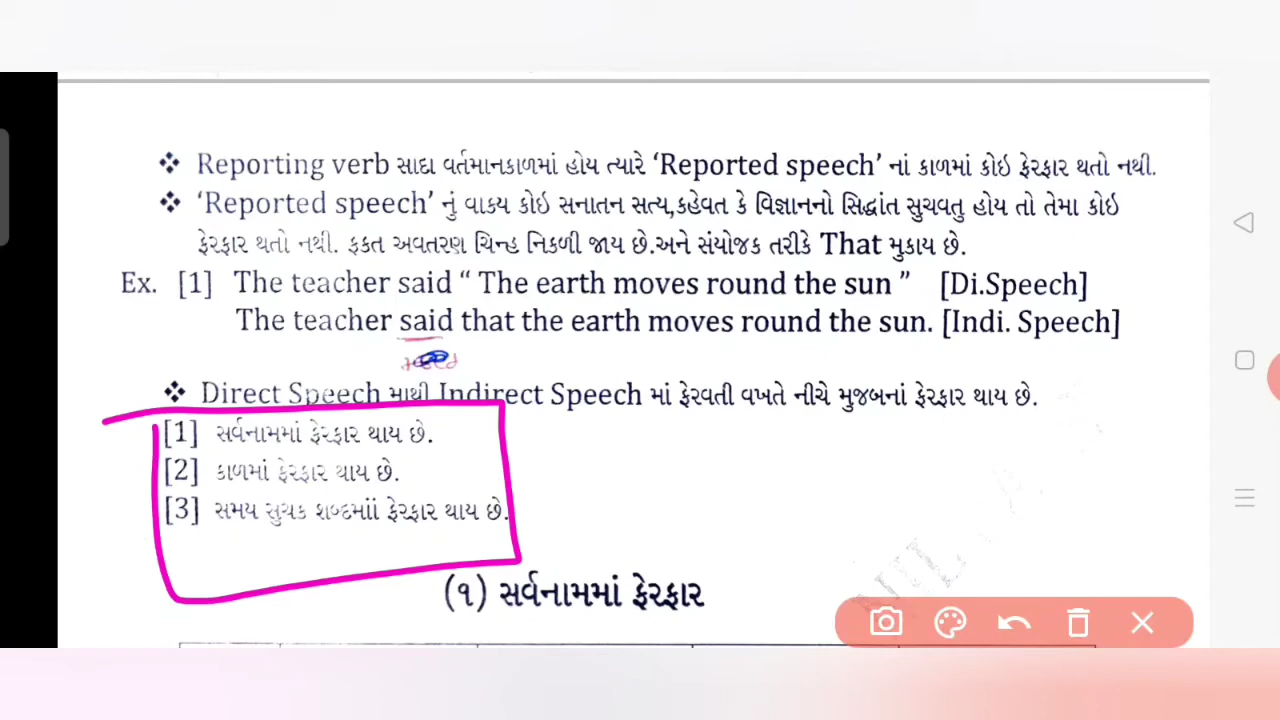 ❖ Reporting verb સાદા વર્તમાનકાળમાં હોય ત્યારે ‘Reported speech’ નાં કાળમાં કોઇ ફેરફાર થતો નથી.
❖ ‘Reported speech’ નું વાકય કોઇ સનાતન સત્ય,કહેવત કે વિજ્ઞાનનો સિદ્ધાંત સુચવતુ હોય તો તેમા કોઇ
ફેરફાર થતો નથી. ફકત અવતરણ ચિન્હ નિકળી જાય છે.અને સંયોજક તરીકે That મુકાય છે.
Ex. [1] The teacher said “ The earth moves round the sun ” [Di.Speech]
The teacher said that the earth moves round the sun. [Indi. Speech]
❖ Direct Speech માથી Indirect Speech માં ફેરવતી વખતે નીચે મુજબનાં ફેરફાર થાય છે.
[1] સર્વનામમાં ફેરફાર થાય છે.
[2] કાળમાં ફેરફાર થાય છે.
[3] સમય સુચક શબ્દમાાં ફેરફાર થાય છે.
(૧) સર્વનામમાં ફેરફાર